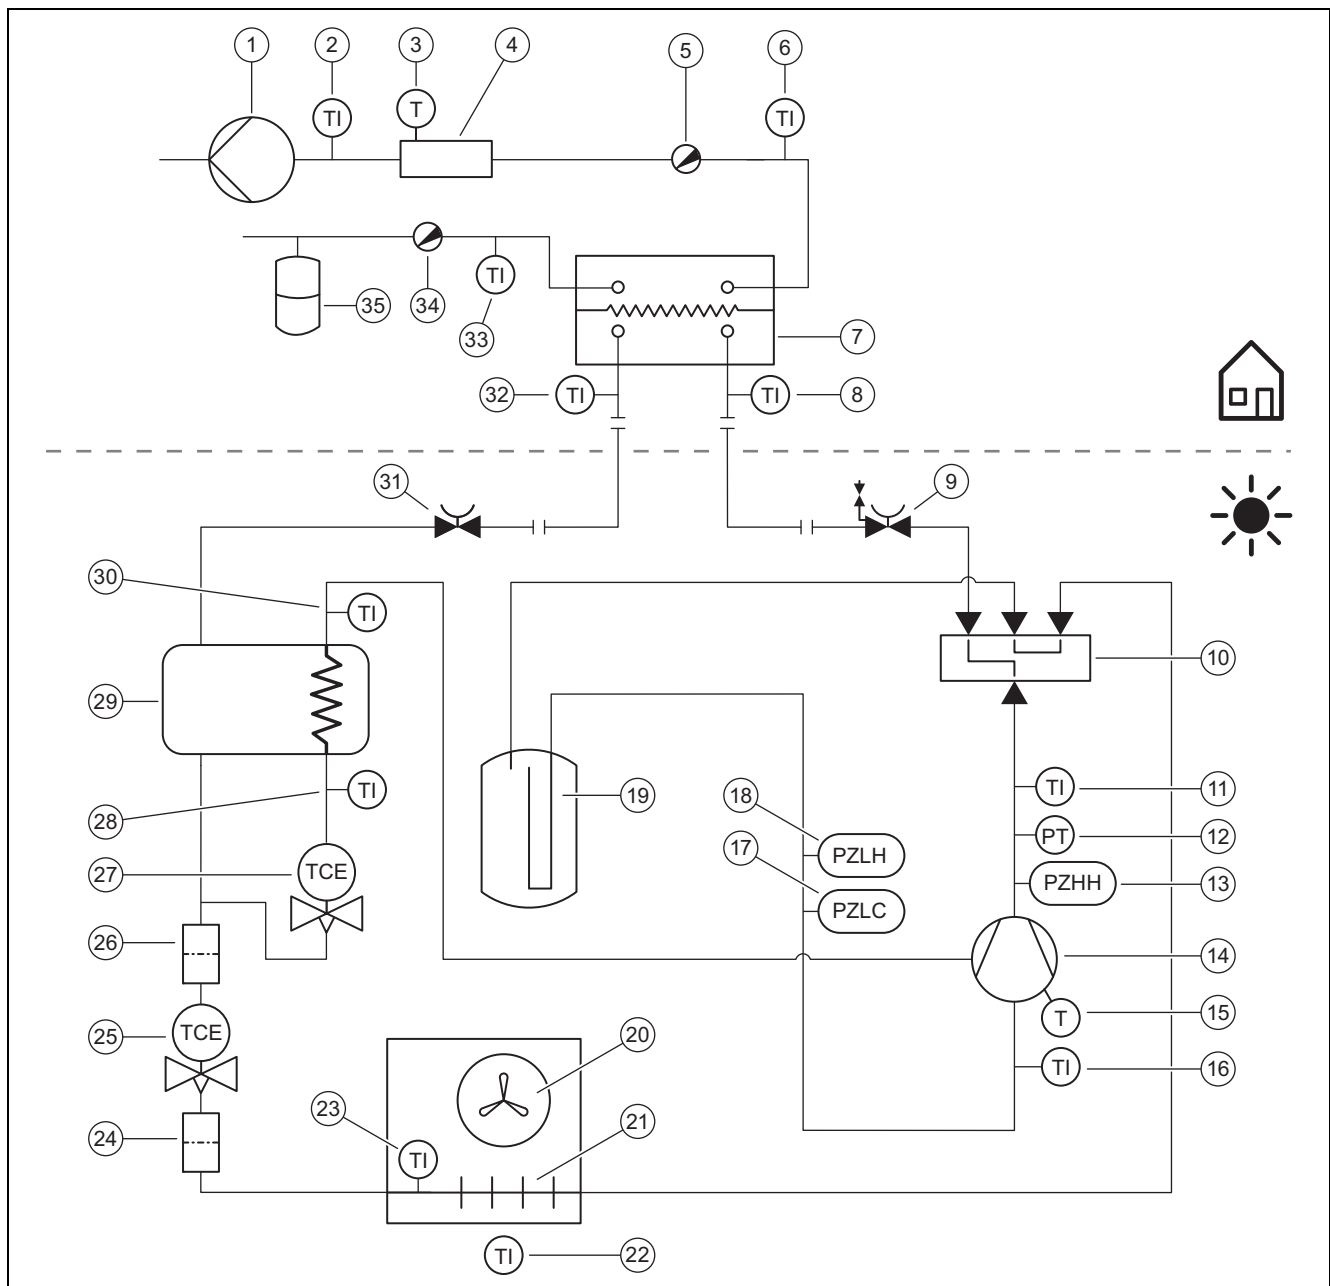 1 2 3 4 5 6
TI T TI
TI
35 34 33 7
32 TI TI 8
31 9
30 TI
10
29
28 TI 19 18 TI 11
PZLH PT 12
27 TCE 17 PZHH 13
PZLC
26 14
25 TCE 20 T 15
TI 16
23 21
24 TI
TI 22